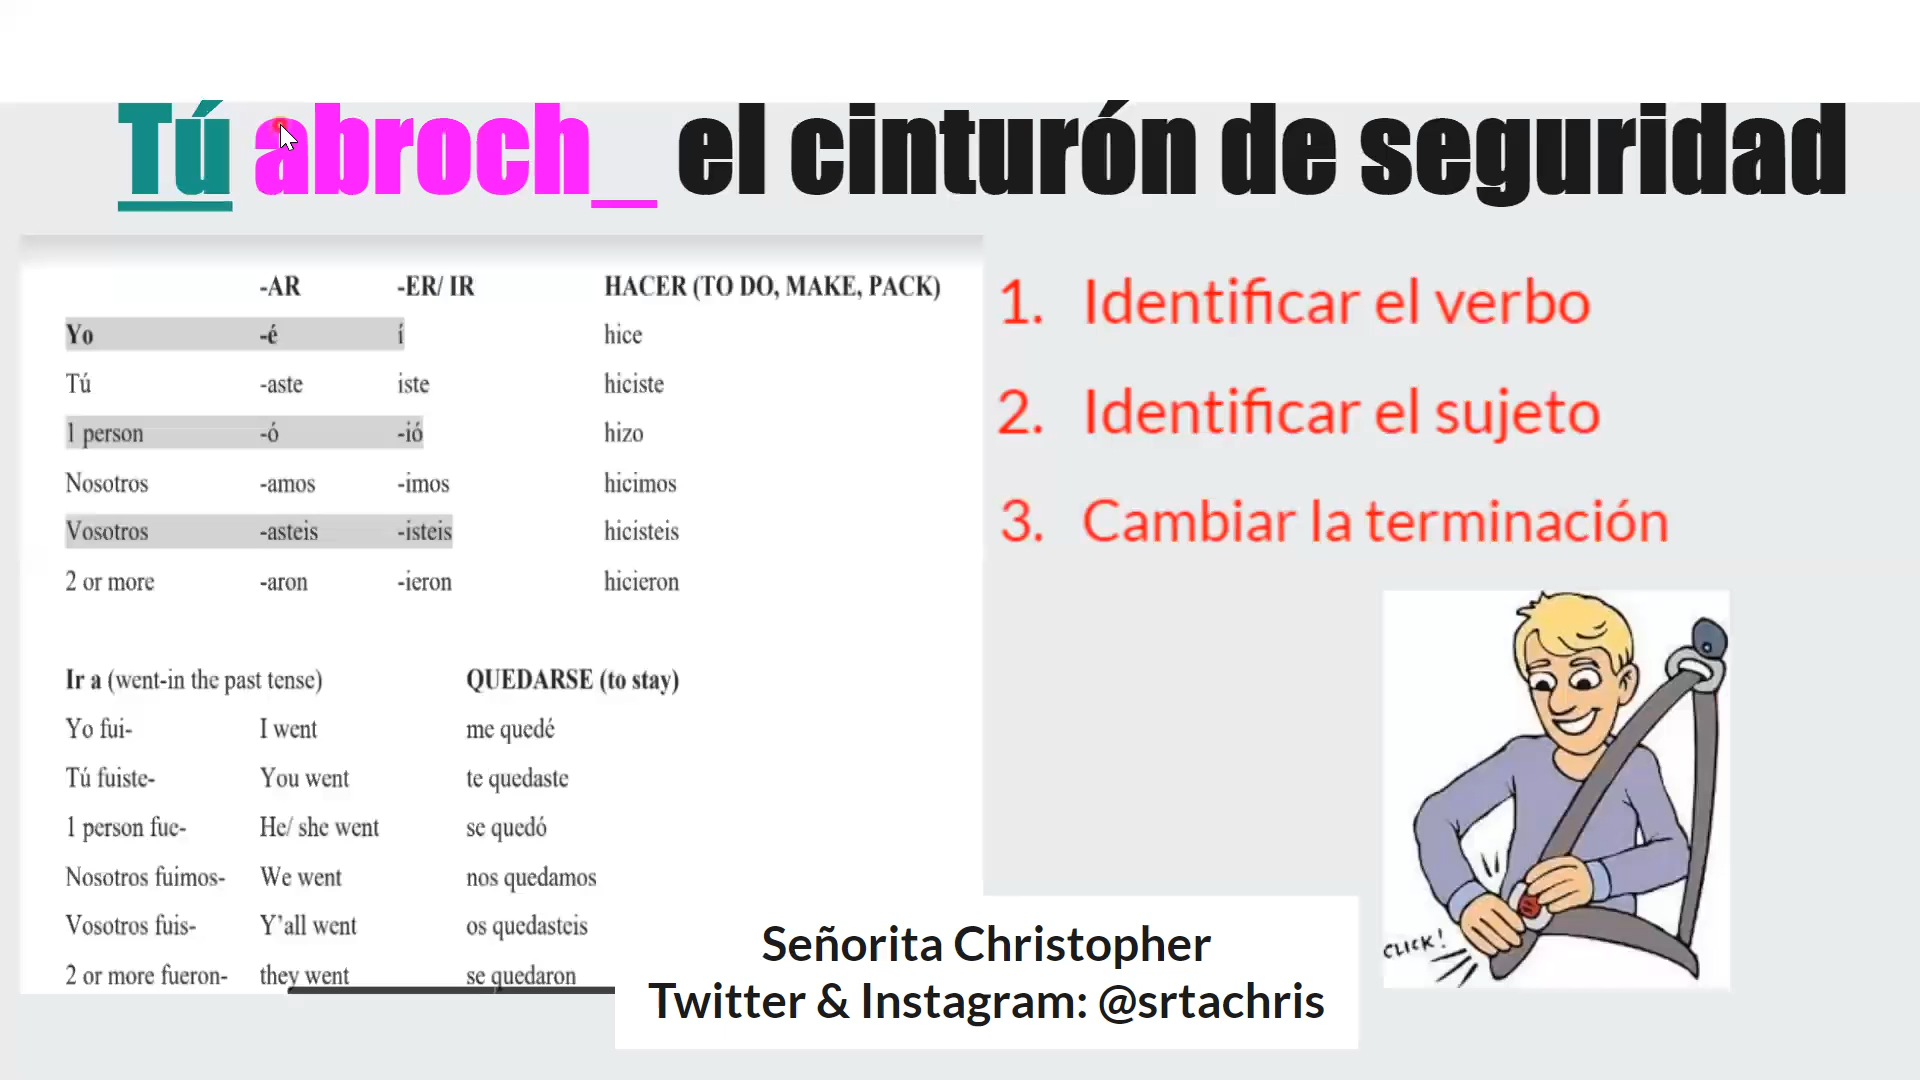 Tú abroch_ el cinturón de seguridad
-AR -ER/ IR HACER (TO DO, MAKE, PACK)
Yo -é í hice
Tú -aste iste hiciste
1 person -ó -ió hizo
Nosotros -amos -imos hicimos
Vosotros -asteis -isteis hicisteis
2 or more -aron -ieron hicieron
Ir a (went-in the past tense) QUEDARSE (to stay)
Yo fui- I went me quedé
Tú fuiste- You went te quedaste
1 person fue- He/ she went se quedó
Nosotros fuimos- We went nos quedamos
Vosotros fuis- Y'all went os quedasteis
2 or more fueron- they went se quedaron
1. Identificar el verbo
2. Identificar el sujeto
3. Cambiar la terminación
CLICK!
Señorita Christopher
Twitter & Instagram: @srtachris